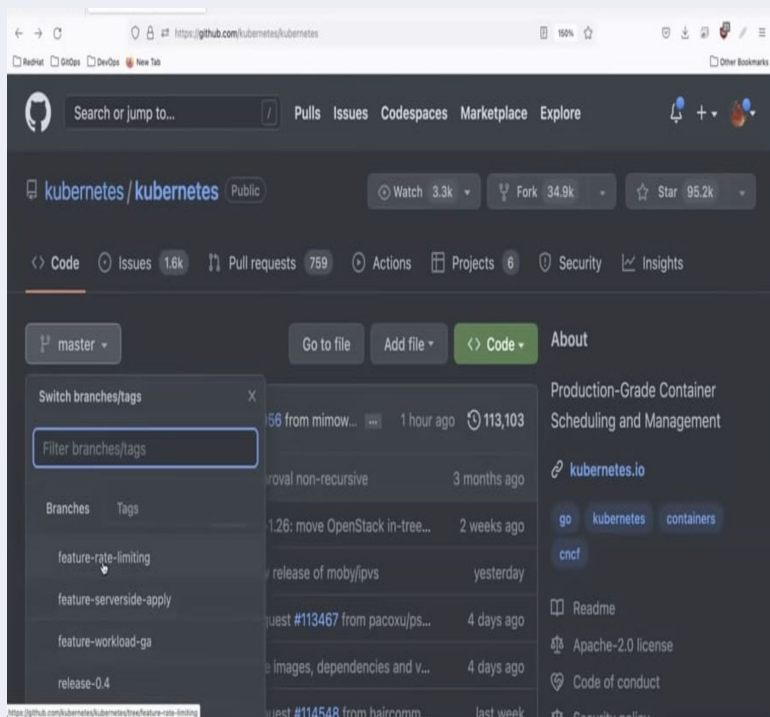 https://github.com/kubernetes/kubernetes 150%
RedHat GitOps DevOps New Tab Other Bookmarks
Search or jump to... / Pulls Issues Codespaces Marketplace Explore
kubernetes / kubernetes Public Watch 3.3k Fork 34.9k Star 95.2k
Code Issues 1.6k Pull requests 759 Actions Projects 6 Security Insights
master Go to file Add file Code About
Switch branches/tags X
Production-Grade Container
Scheduling and Management
56 from mimow... ... 1 hour ago 113,103
Filter branches/tags
kubernetes.io
roval non-recursive 3 months ago
Branches Tags
go kubernetes containers
1.26: move OpenStack in-tree... 2 weeks ago
cncf
feature-rate-limiting
release of moby/ipvs yesterday
feature-serverside-apply
Readme
uest #113467 from pacoxu/ps... 4 days ago
feature-workload-ga
Apache-2.0 license
images, dependencies and v... 4 days ago
release-0.4
Code of conduct
https://github.com/kubernetes/kubernetes/tree/feature-rate-limiting
uest #114548 from haircomm... last week
Security policy